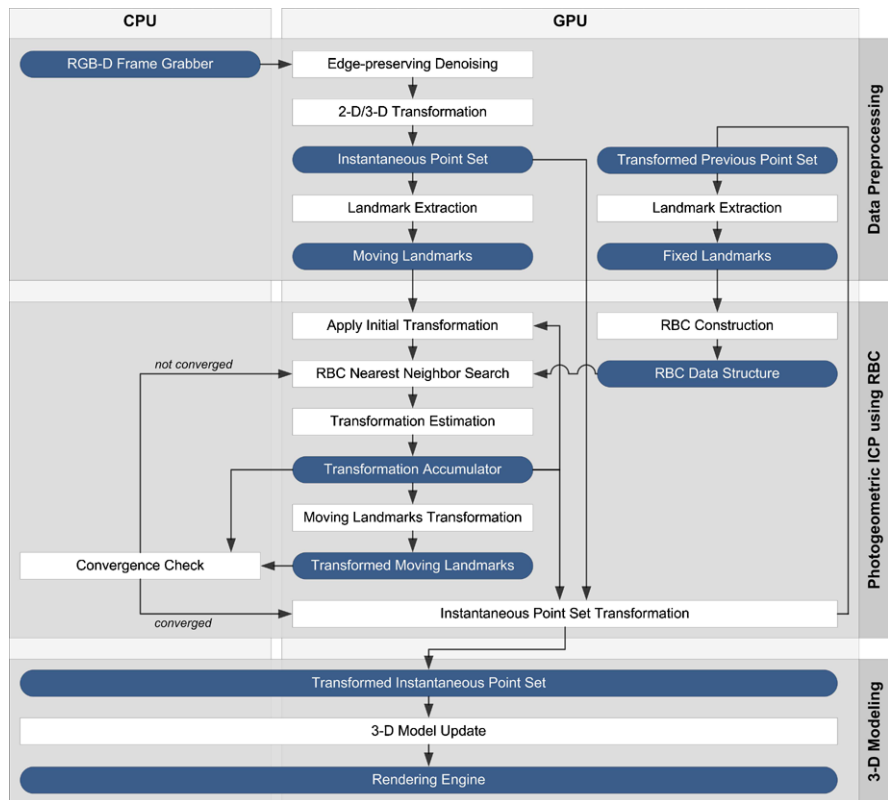 CPU
GPU
RGB-D Frame Grabber
Edge-preserving Denoising
2-D/3-D Transformation
Instantaneous Point Set
Transformed Previous Point Set
Landmark Extraction
Landmark Extraction
Moving Landmarks
Fixed Landmarks
Data Preprocessing
Apply Initial Transformation
RBC Construction
not converged
RBC Nearest Neighbor Search
RBC Data Structure
Transformation Estimation
Transformation Accumulator
Moving Landmarks Transformation
Convergence Check
Transformed Moving Landmarks
converged
Instantaneous Point Set Transformation
Photogeometric ICP using RBC
Transformed Instantaneous Point Set
3-D Model Update
Rendering Engine
3-D Modeling